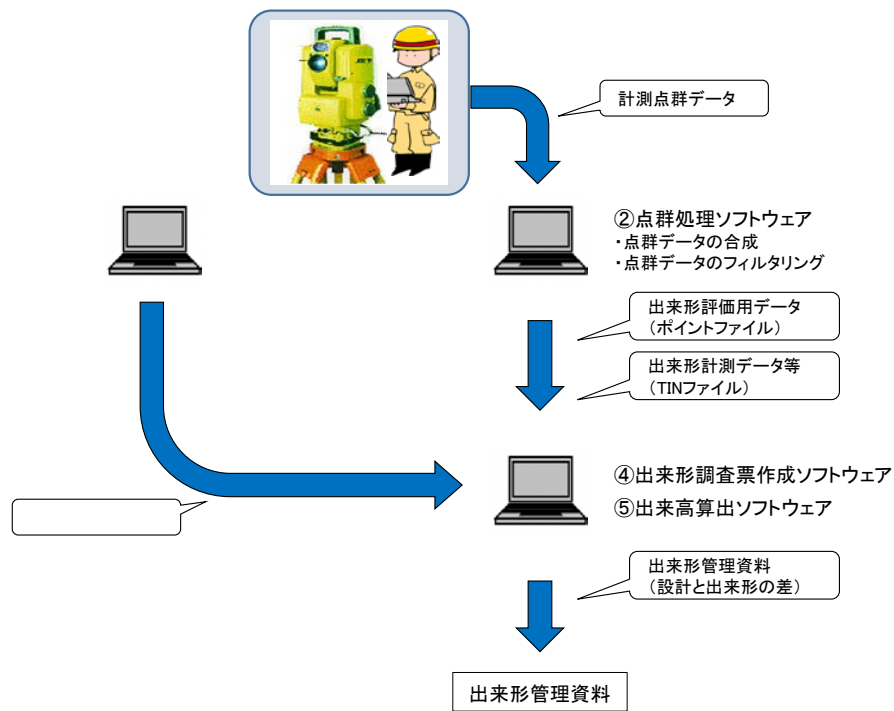 計測点群データ
②点群処理ソフトウェア
・点群データの合成
・点群データのフィルタリング
出来形評価用データ
（ポイントファイル）
出来形計測データ等
（TINファイル）
④出来形調査票作成ソフトウェア
⑤出来高算出ソフトウェア
出来形管理資料
（設計と出来形の差）
出来形管理資料